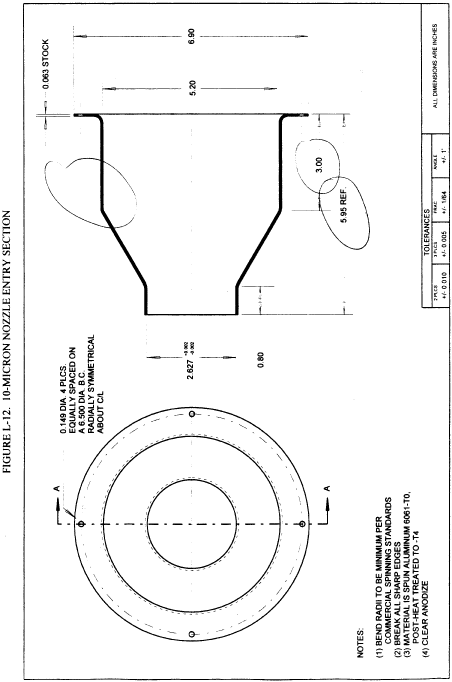 FIGURE L-12. 10-MICRON NOZZLE ENTRY SECTION
0.149 DIA. 4 PLCS.
EQUALLY SPACED ON
A 6.500 DIA. B.C.
RADIALLY SYMMETRICAL
ABOUT C/L
A
A
0.063 STOCK
6.90
5.20
3.00
5.95 REF.
2.627 +0.002
-0.002
0.80
NOTES:
(1) BEND RADII TO BE MINIMUM PER
COMMERCIAL SPINNING STANDARDS
(2) BREAK ALL SHARP EDGES
(3) MATERIAL IS SPUN ALUMINUM 6061-T0,
POST-HEAT TREATED TO -T4
(4) CLEAR ANODIZE
TOLERANCES
2 PLCS 3 PLCS FRAC ANGLE
+/- 0.010 +/- 0.005 +/- 1/64 +/- 1°
ALL DIMENSIONS ARE INCHES